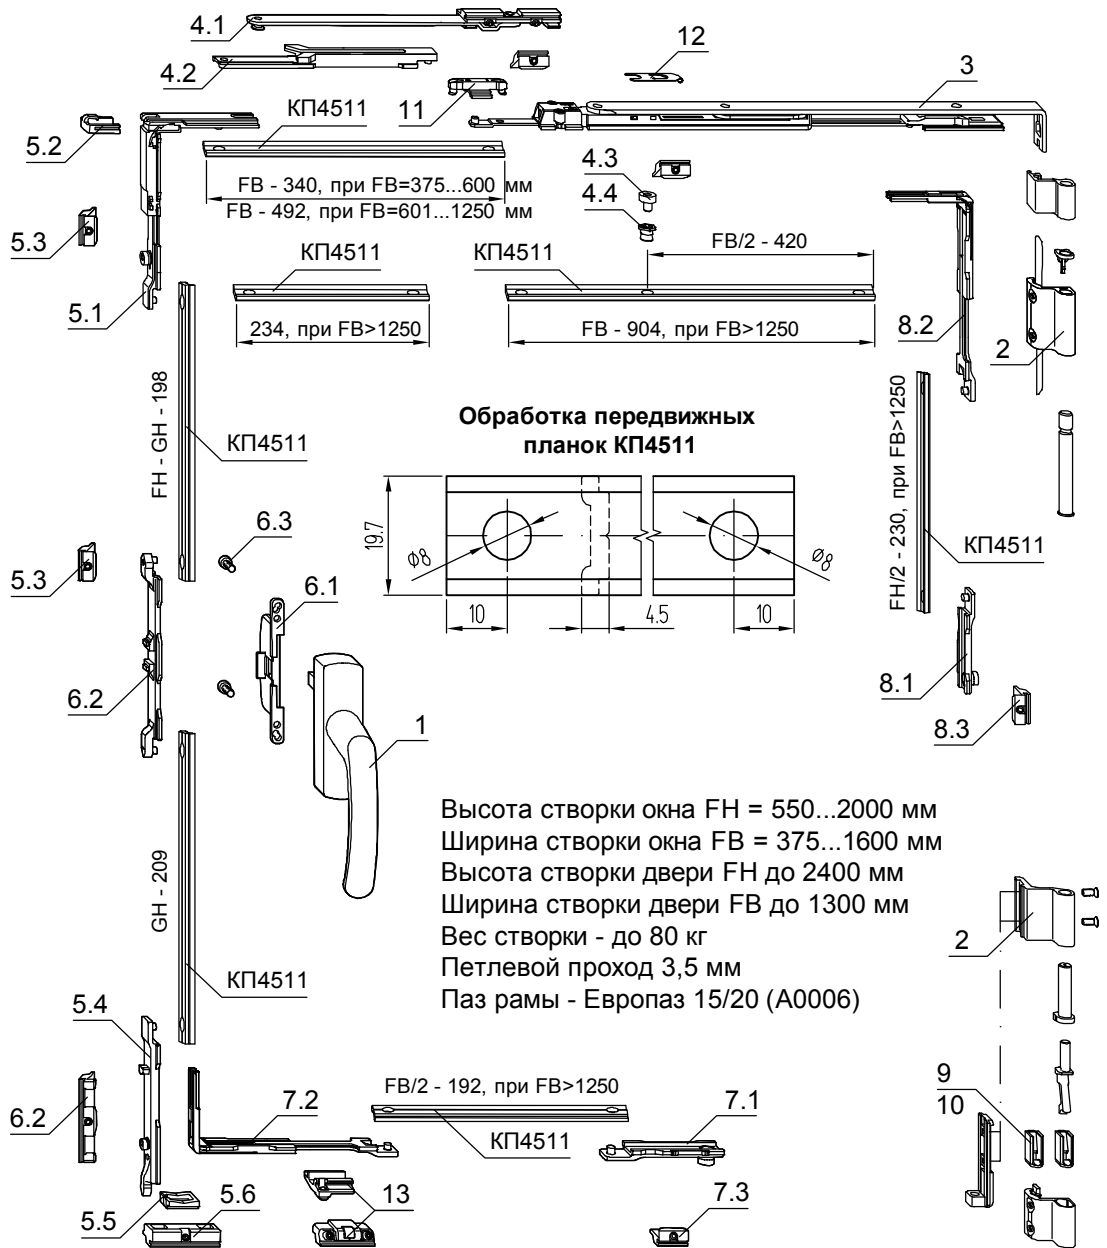 4.1
4.2
12
3
11
КП4511
5.2
4.3
4.4
FB - 340, при FB=375...600 мм
FB - 492, при FB=601...1250 мм
5.3
FB/2 - 420
КП4511
КП4511
5.1
234, при FB>1250
FB - 904, при FB>1250
8.2
2
Обработка передвижных
планок КП4511
FH - GH - 198
КП4511
FH/2 - 230, при FB>1250
КП4511
19.7
ø8
ø8
10
4.5
10
6.3
5.3
6.1
6.2
8.1
8.3
1
Высота створки окна FH = 550...2000 мм
Ширина створки окна FB = 375...1600 мм
Высота створки двери FH до 2400 мм
Ширина створки двери FB до 1300 мм
Вес створки - до 80 кг
Петлевой проход 3,5 мм
Паз рамы - Европаз 15/20 (А0006)
GH - 209
КП4511
2
5.4
6.2
FB/2 - 192, при FB>1250
7.2
КП4511
7.1
9
10
5.5
5.6
13
7.3